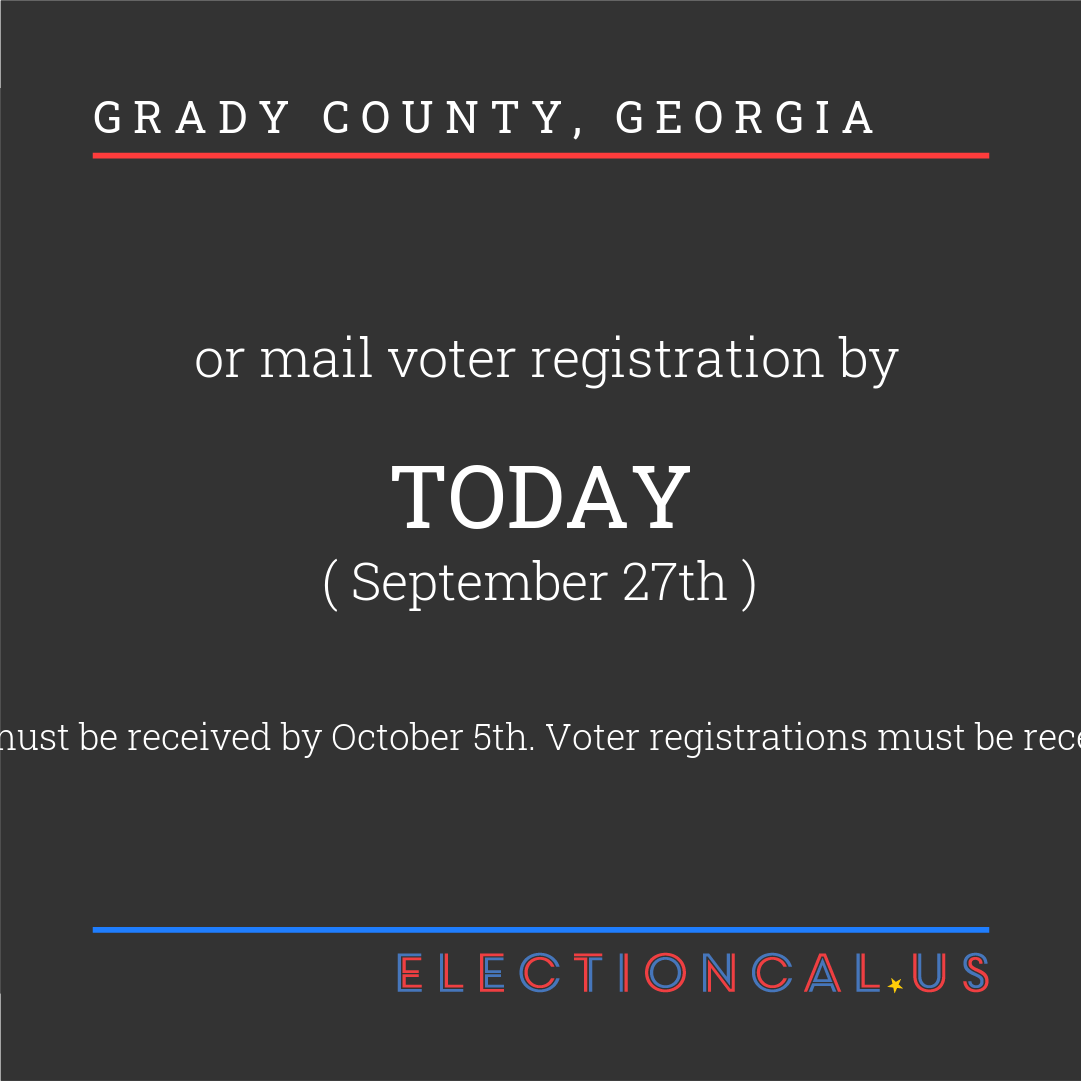 GRADY COUNTY, GEORGIA
or mail voter registration by
TODAY
( September 27th )
must be received by October 5th. Voter registrations must be
ELECTIONCAL.US